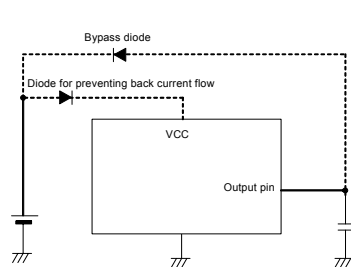 Bypass diode
Diode for preventing back current flow
VCC
Output pin